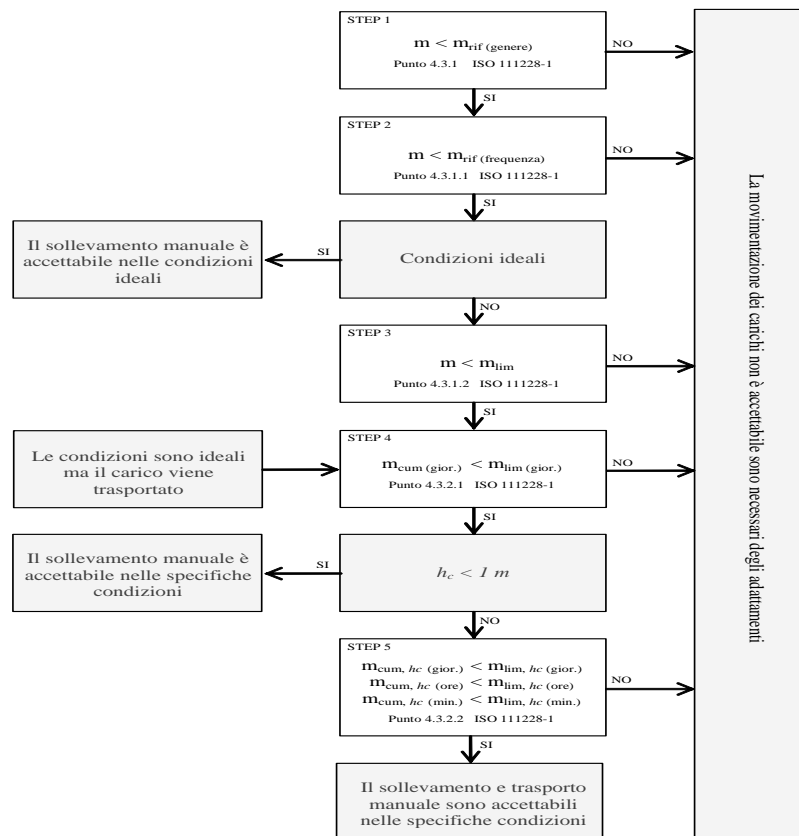 STEP 1
m < mrif (genere)
Punto 4.3.1 ISO 111228-1
NO
SI
STEP 2
m < mrif (frequenza)
Punto 4.3.1.1 ISO 111228-1
NO
SI
Il sollevamento manuale è
accettabile nelle condizioni
ideali
SI
Condizioni ideali
NO
STEP 3
m < mlim
Punto 4.3.1.2 ISO 111228-1
NO
SI
Le condizioni sono ideali
ma il carico viene
trasportato
STEP 4
mcum (gior.) < mlim (gior.)
Punto 4.3.2.1 ISO 111228-1
NO
SI
Il sollevamento manuale è
accettabile nelle specifiche
condizioni
SI
hc < 1 m
NO
STEP 5
mcum, hc (gior.) < mlim, hc (gior.)
mcum, hc (ore) < mlim, hc (ore)
mcum, hc (min.) < mlim, hc (min.)
Punto 4.3.2.2 ISO 111228-1
NO
SI
Il sollevamento e trasporto
manuale sono accettabili
nelle specifiche condizioni
La movimentazione dei carichi non è accettabile sono necessari degli adattamenti